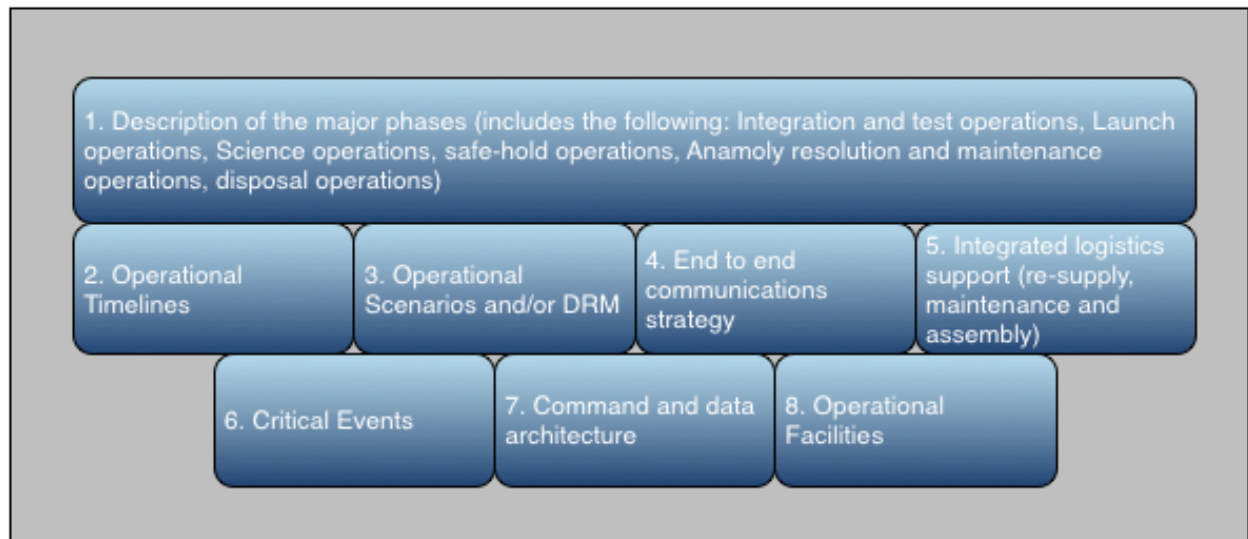 1. Description of the major phases (includes the following: Integration and test operations, Launch
operations, Science operations, safe-hold operations, Anamoly resolution and maintenance
operations, disposal operations)
2. Operational
Timelines
3. Operational
Scenarios and/or DRM
4. End to end
communications
strategy
5. Integrated logistics
support (re-supply,
maintenance and
assembly)
6. Critical Events
7. Command and data
architecture
8. Operational
Facilities